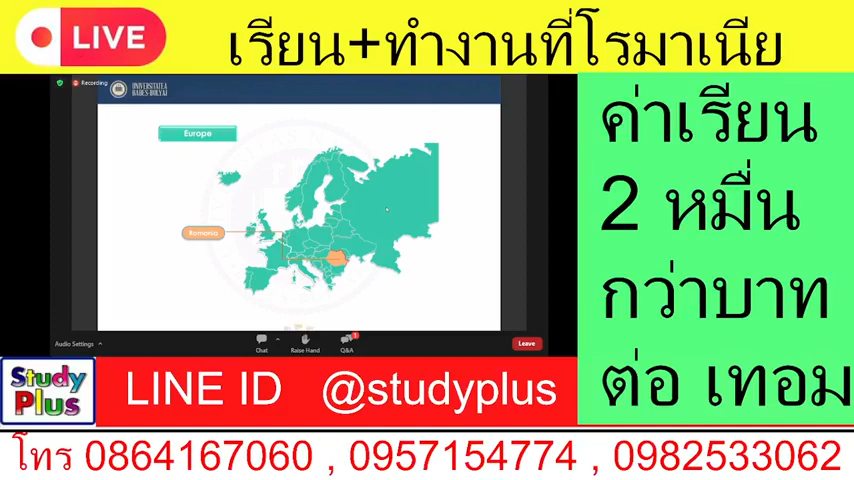 LIVE
เรียน+ทำงานที่โรมาเนีย
Recording
UNIVERSITATEA
BABEȘ-BOLYAI
Europe
Romania
Audio Settings
Chat
Raise Hand
Q&A
Leave
ค่าเรียน
2 หมื่น
กว่าบาท
ต่อ เทอม
Study
Plus
LINE ID @studyplus
โทร 0864167060 , 0957154774 , 0982533062